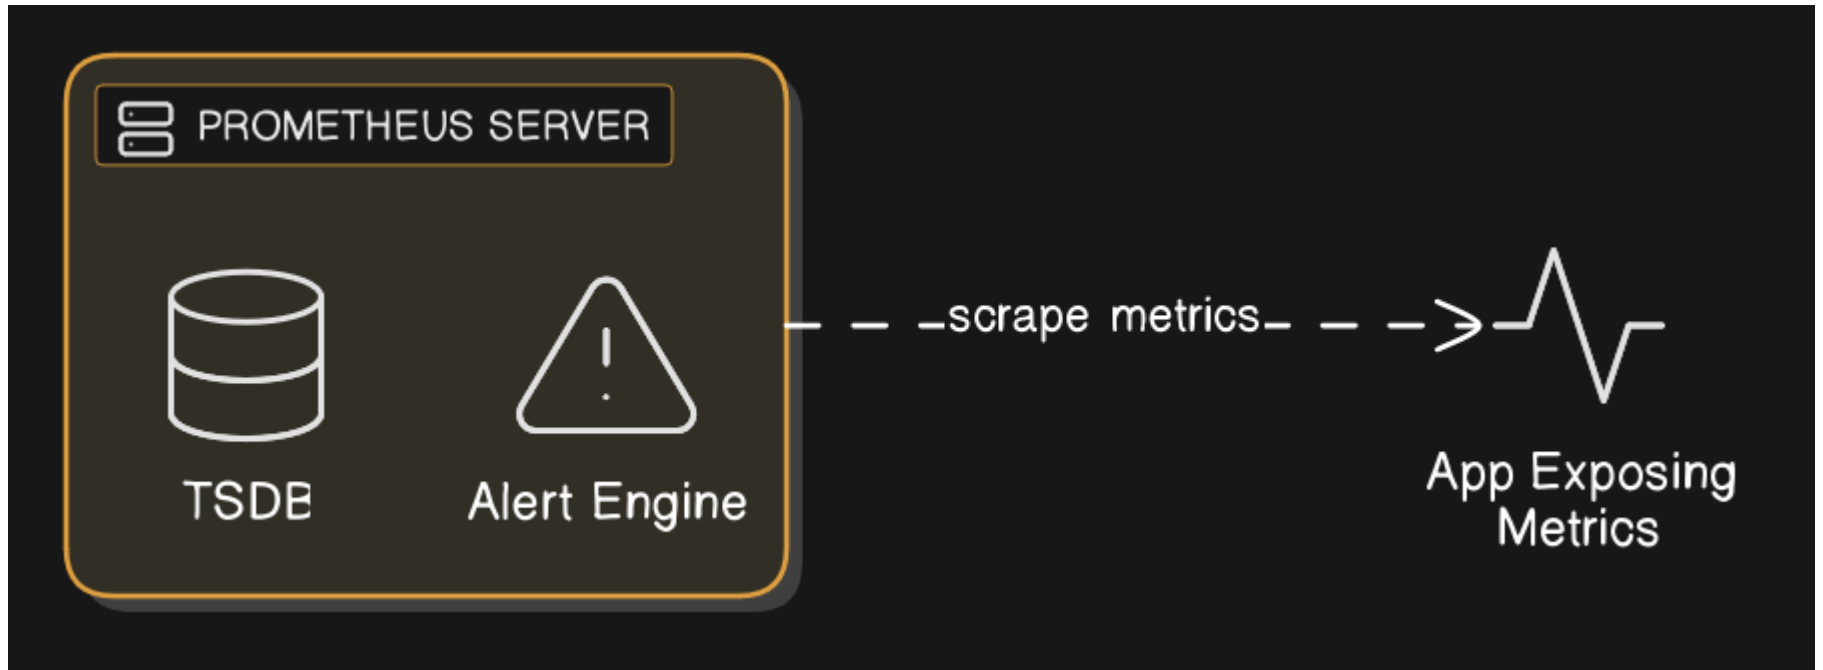 PROMETHEUS SERVER
TSDB
Alert Engine
scrape metrics
App Exposing
Metrics